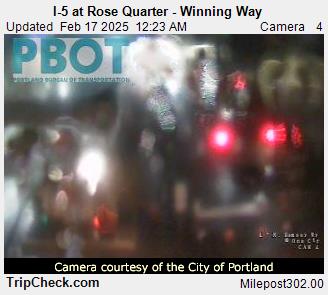 I-5 at Rose Quarter - Winning Way
Updated Feb 17 2025 12:23 AM Camera 4
PBOT
PORTLAND BUREAU OF TRANSPORTATION
Camera courtesy of the City of Portland
TripCheck.com Milepost302.00